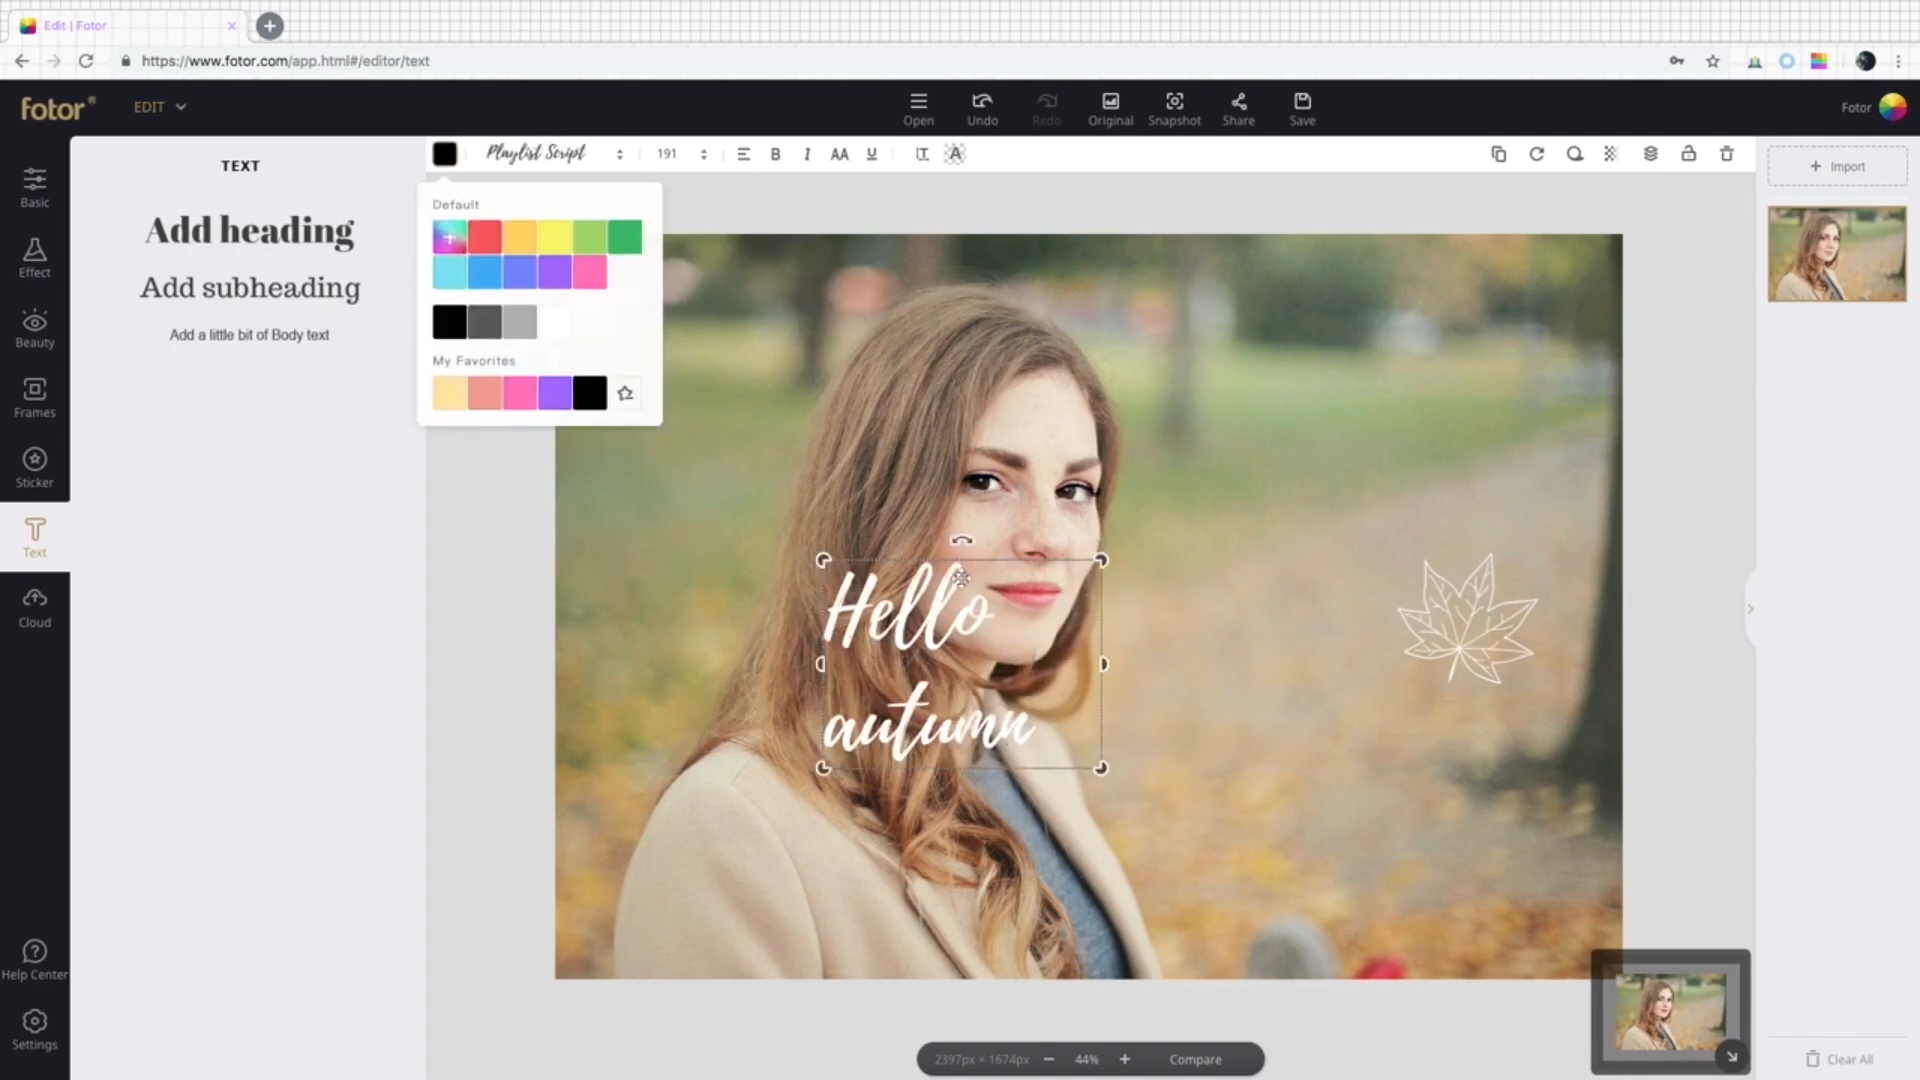 Edit | Fotor
https://www.fotor.com/app.html#/editor/text
fotor®
EDIT
Open
Undo
Redo
Original
Snapshot
Share
Save
Fotor
Basic
Effect
Beauty
Frames
Sticker
Text
Cloud
Help Center
Settings
TEXT
Add heading
Add subheading
Add a little bit of Body text
Playlist Script
191
B
I
AA
U
T
A
Default
My Favorites
Hello
autumn
Import
2397px × 1674px
44%
Compare
Clear All